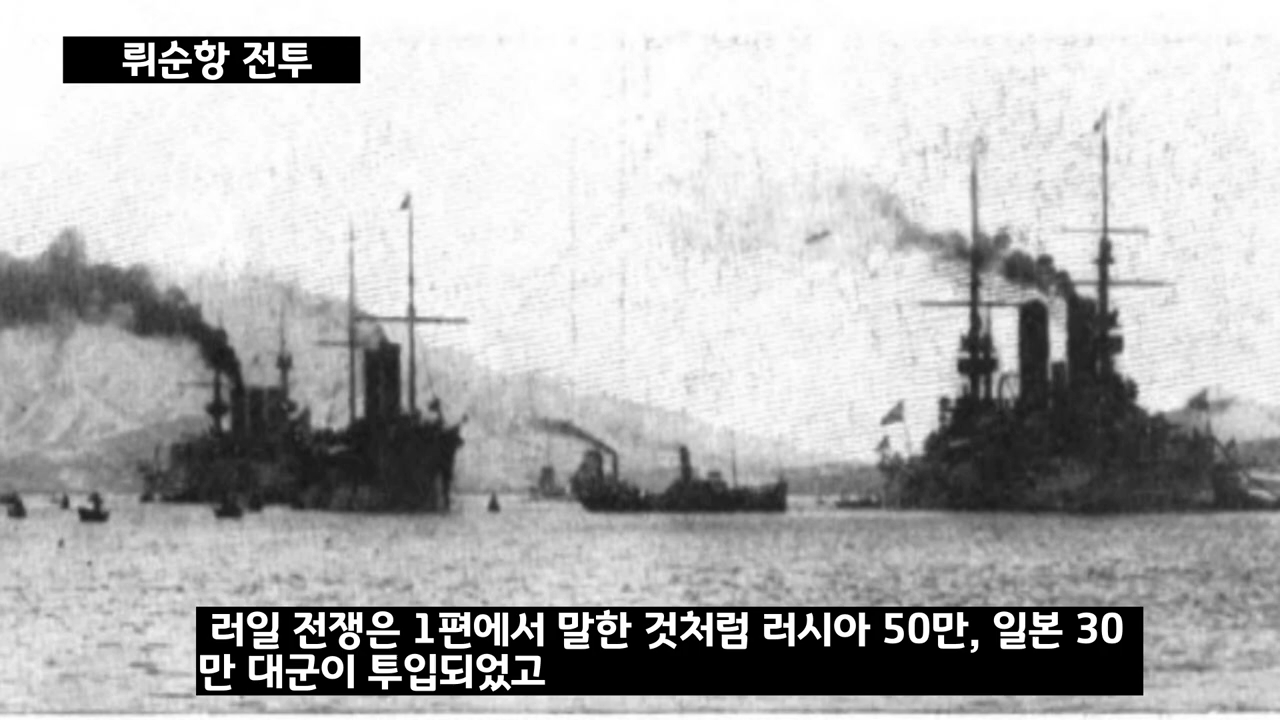 뤼순항 전투
러일 전쟁은 1편에서 말한 것처럼 러시아 50만, 일본 30
만 대군이 투입되었고